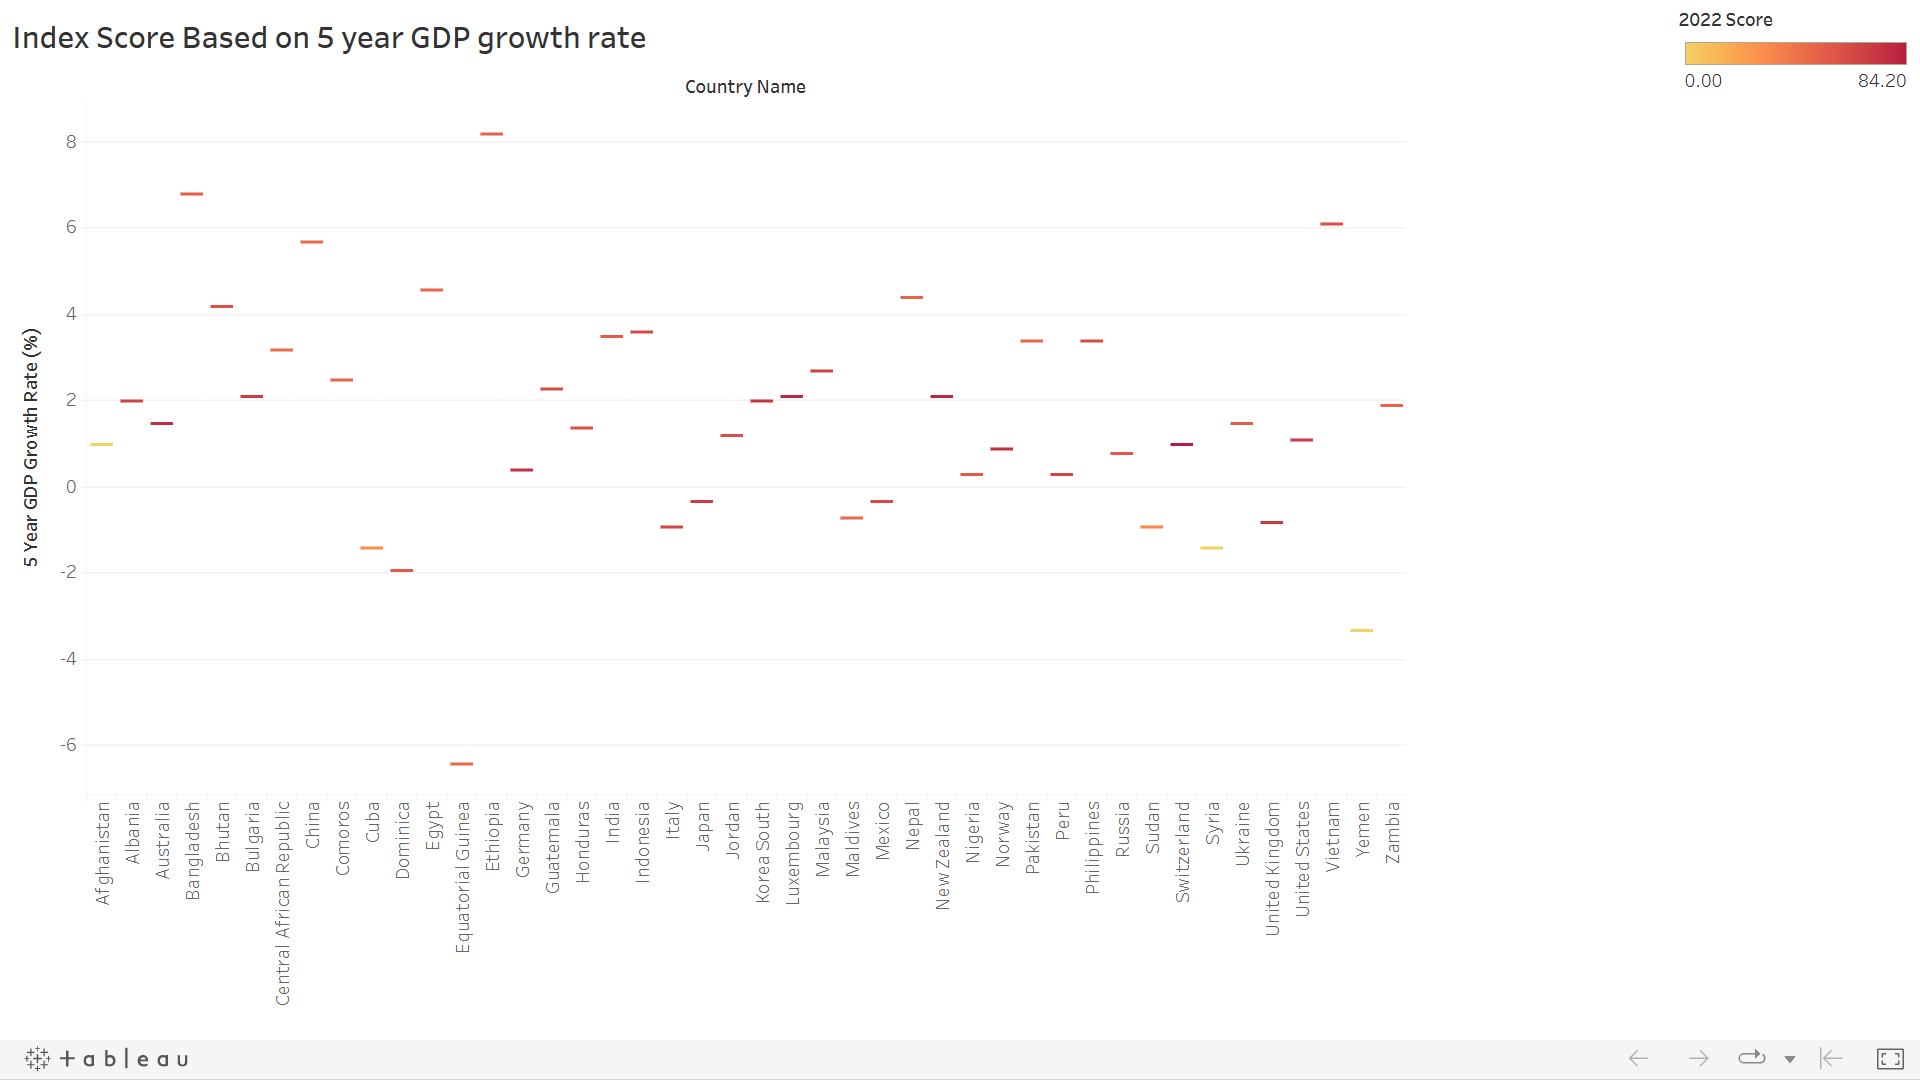 Index Score Based on 5 year GDP growth rate
2022 Score
0.00
84.20
Country Name
5 Year GDP Growth Rate (%)
8
6
4
2
0
-2
-4
-6
Afghanistan
Albania
Australia
Bangladesh
Bhutan
Bulgaria
Central African Republic
China
Comoros
Cuba
Dominica
Egypt
Equatorial Guinea
Ethiopia
Germany
Guatemala
Honduras
India
Indonesia
Italy
Japan
Jordan
Korea South
Luxembourg
Malaysia
Maldives
Mexico
Nepal
New Zealand
Nigeria
Norway
Pakistan
Peru
Philippines
Russia
Sudan
Switzerland
Syria
Ukraine
United Kingdom
United States
Vietnam
Yemen
Zambia
+ableau